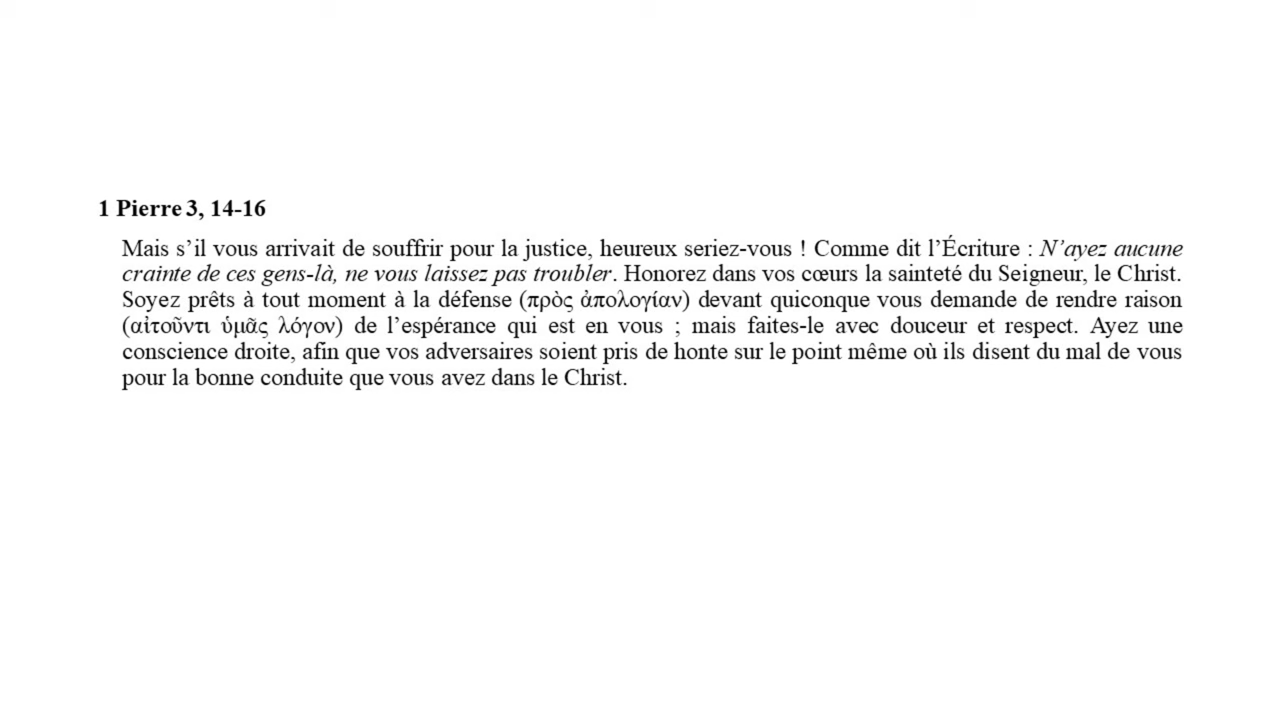 1 Pierre 3, 14-16
Mais s’il vous arrivait de souffrir pour la justice, heureux seriez-vous ! Comme dit l’Écriture : N’ayez aucune
crainte de ces gens-là, ne vous laissez pas troubler. Honorez dans vos cœurs la sainteté du Seigneur, le Christ.
Soyez prêts à tout moment à la défense (πρὸς ἀπολογίαν) devant quiconque vous demande de rendre raison
(αἰτοῦντι ὑμᾶς λόγον) de l’espérance qui est en vous ; mais faites-le avec douceur et respect. Ayez une
conscience droite, afin que vos adversaires soient pris de honte sur le point même où ils disent du mal de vous
pour la bonne conduite que vous avez dans le Christ.